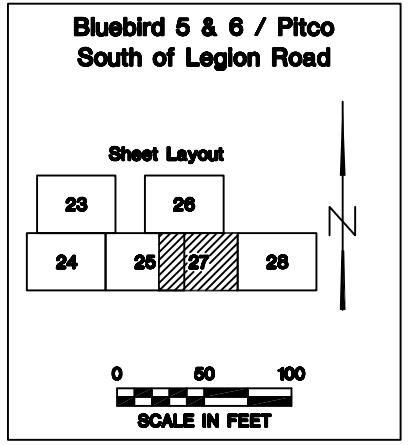 Bluebird 5 & 6 / Pitco
South of Legion Road
Sheet Layout
23 26
24 25 27 28
N
0 50 100
SCALE IN FEET